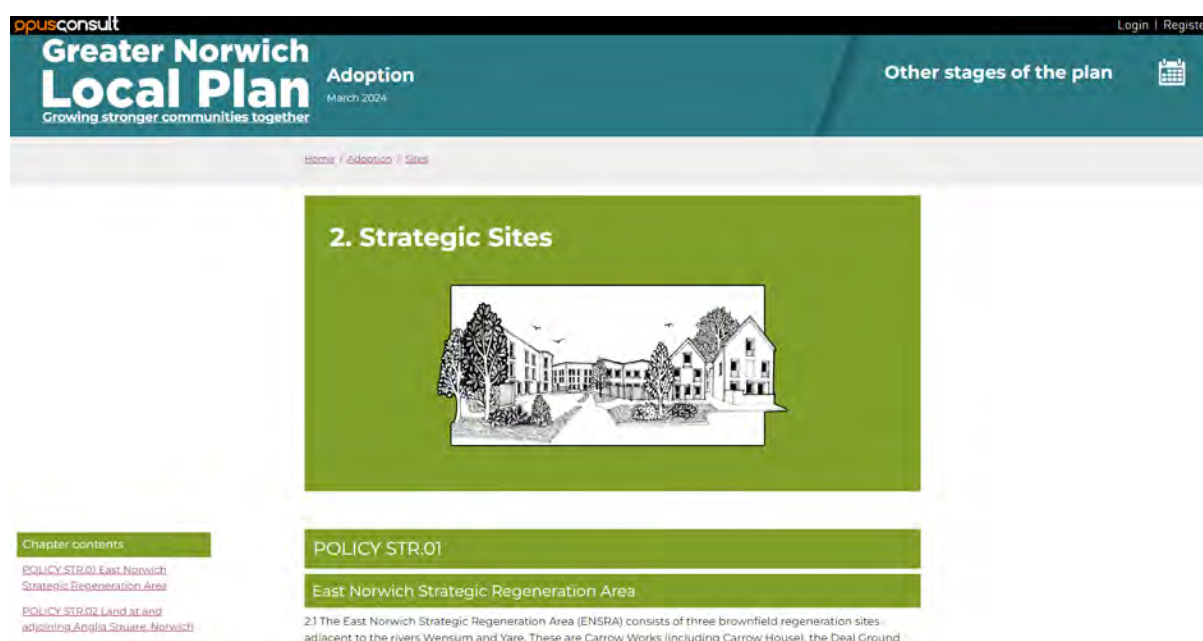 opusconsult
Login | Registe
Greater Norwich
Local Plan
Growing stronger communities together
Adoption
March 2024
Other stages of the plan
Home / Adoption / Sites
2. Strategic Sites
Chapter contents
POLICY STR.01 East Norwich
Strategic Regeneration Area
POLICY STR.02 Land at and
adjoining Anglia Square, Norwich
POLICY STR.01
East Norwich Strategic Regeneration Area
2.1 The East Norwich Strategic Regeneration Area (ENSRA) consists of three brownfield regeneration sites
adjacent to the rivers Wensum and Yare. These are Carrow Works (including Carrow House), the Deal Ground